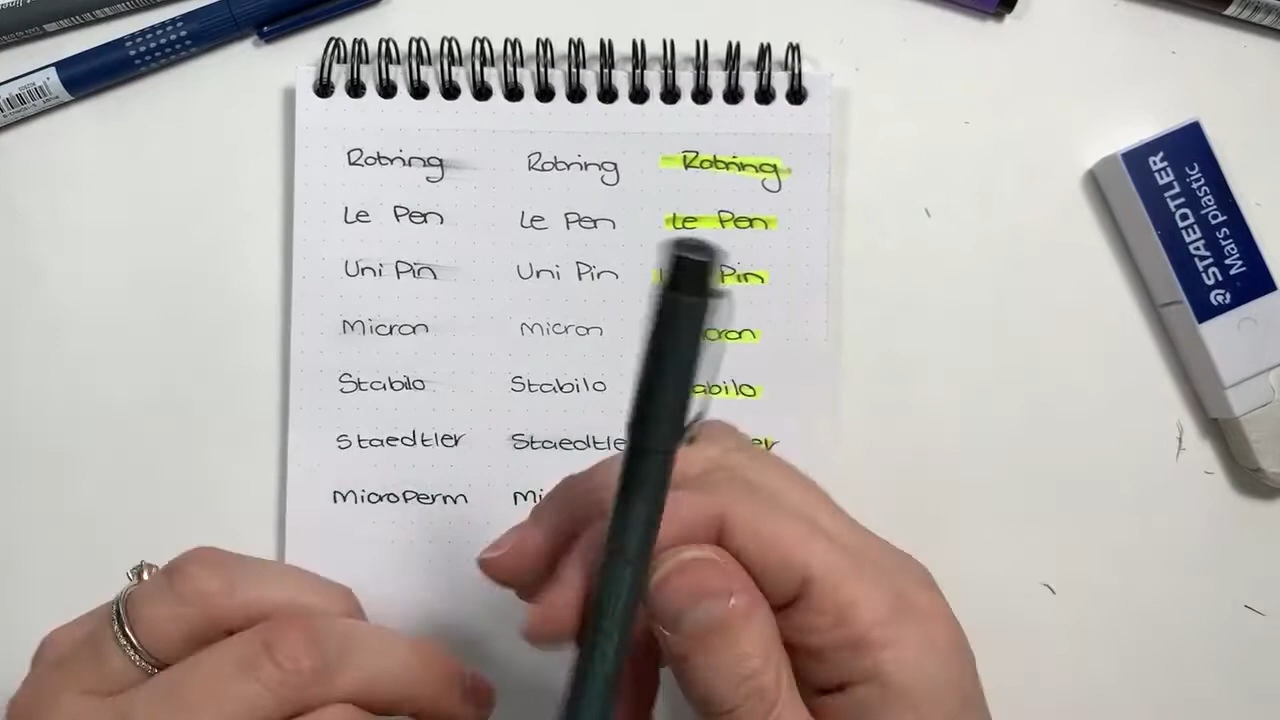 Rotring Rotring Rotring
Le Pen Le Pen Le Pen
Uni Pin Uni Pin Pin
Micron Micron
Stabilo Stabilo
Staedtler
MicroPerm
STAEDTLER
Mars plastic